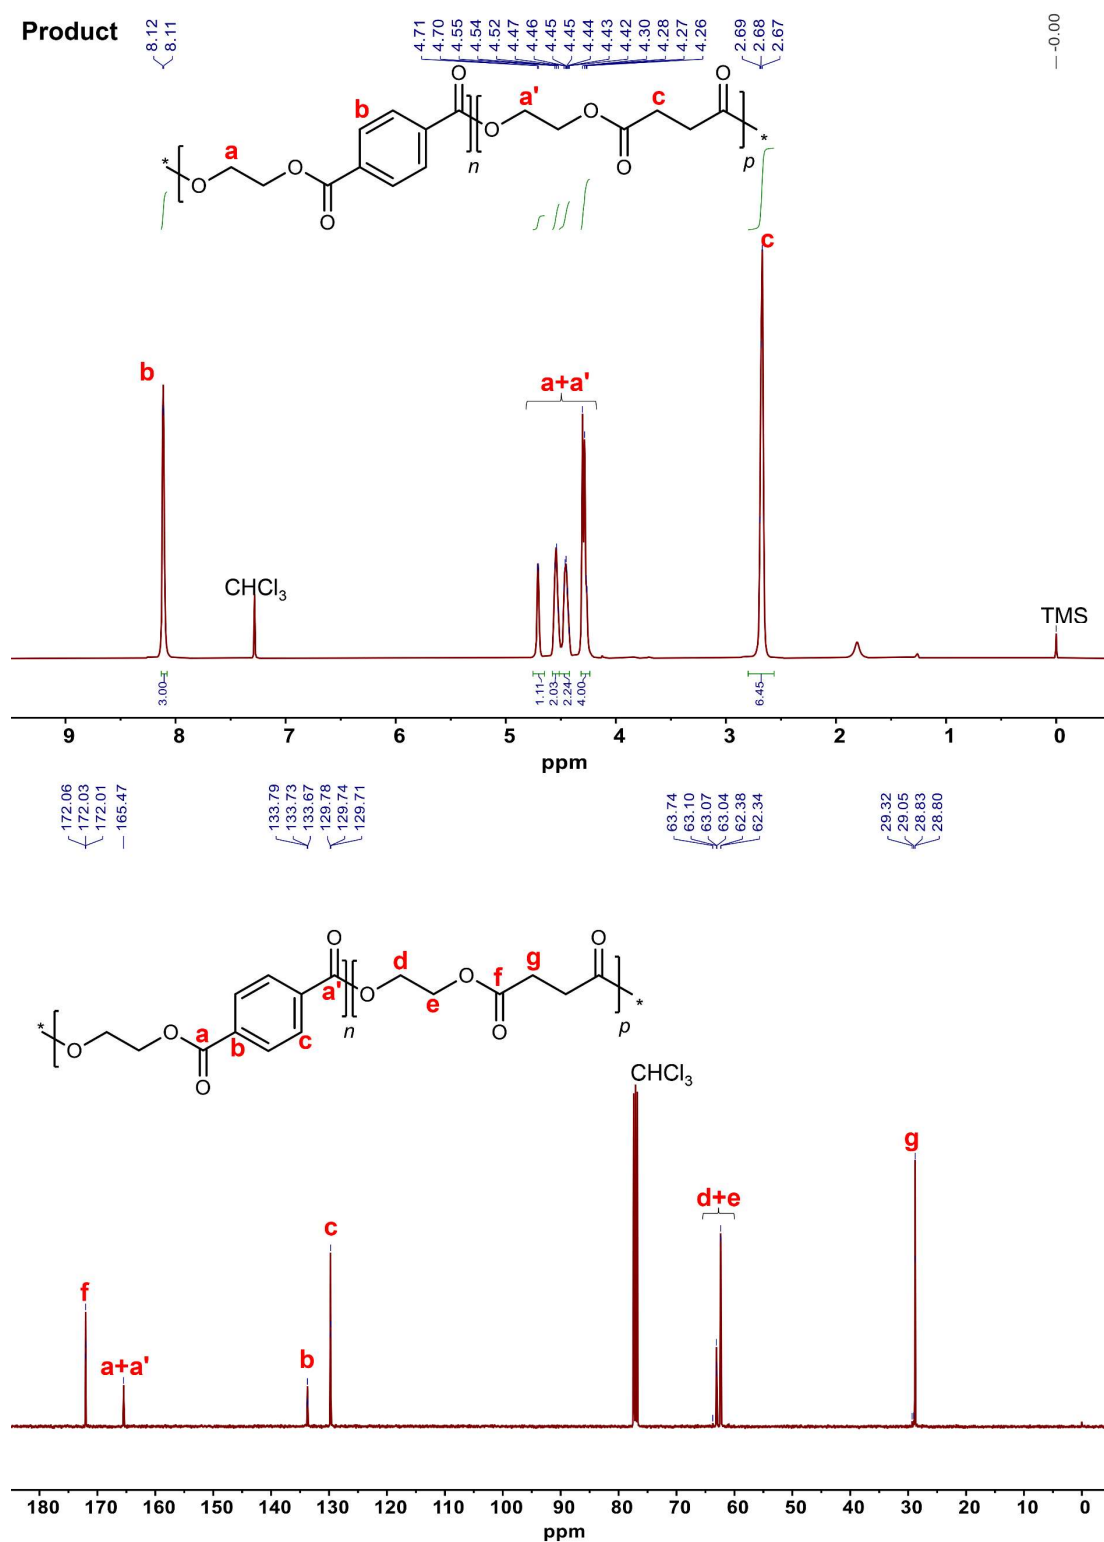 Product
8.12
8.11
4.71
4.70
4.55
4.54
4.52
4.47
4.46
4.45
4.45
4.44
4.43
4.42
4.30
4.28
4.27
4.26
2.69
2.68
2.67
-0.00
O
O
a'
c
b
a
O
O
O
O
O
O
n
p
*
*
c
b
a+a'
CHCl3
TMS
3.00
1.11
2.03
2.24
4.00
6.45
9 8 7 6 5 4 3 2 1 0
ppm
172.06
172.03
172.01
165.47
133.79
133.73
133.67
129.78
129.74
129.71
63.74
63.10
63.07
63.04
62.38
62.34
29.32
29.05
28.83
28.80
O
O
d
g
a'
O
O
f
e
*
O
O
a
b
c
n
O
O
p
*
CHCl3
g
d+e
c
f
a+a'
b
180 170 160 150 140 130 120 110 100 90 80 70 60 50 40 30 20 10 0
ppm